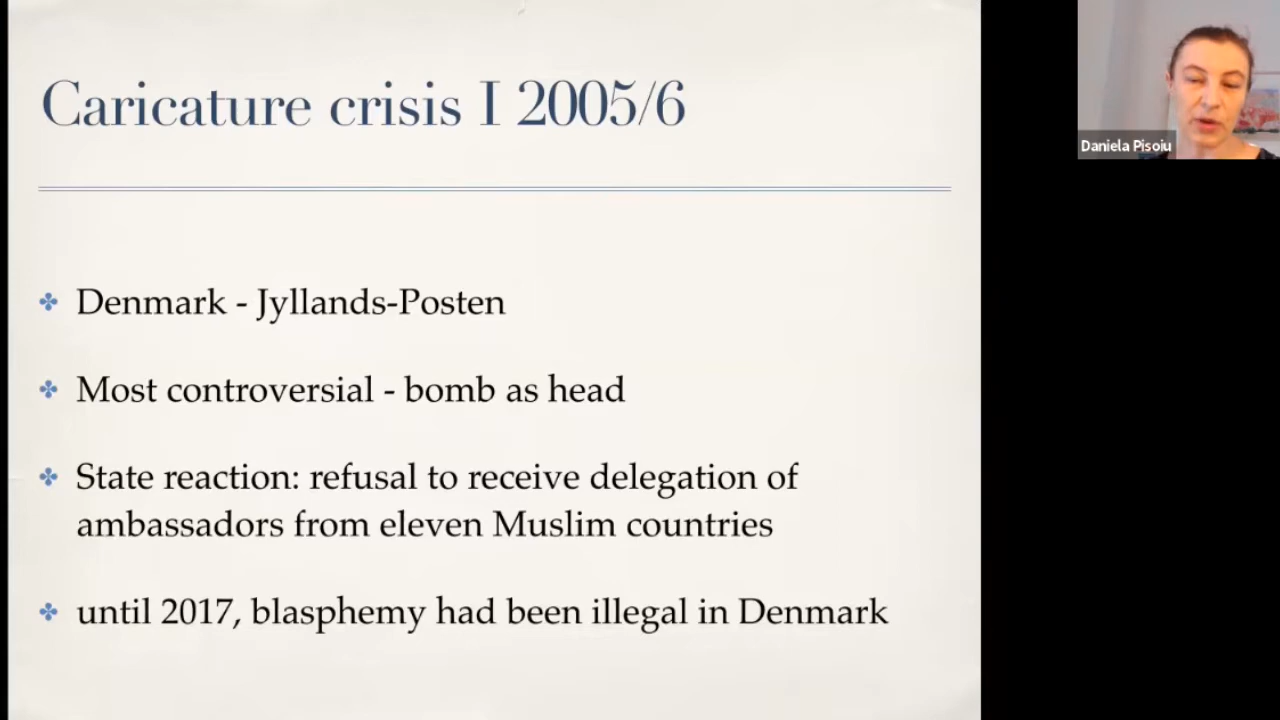 Caricature crisis I 2005/6
Daniela Pisoiu
Denmark - Jyllands-Posten
Most controversial - bomb as head
State reaction: refusal to receive delegation of
ambassadors from eleven Muslim countries
until 2017, blasphemy had been illegal in Denmark